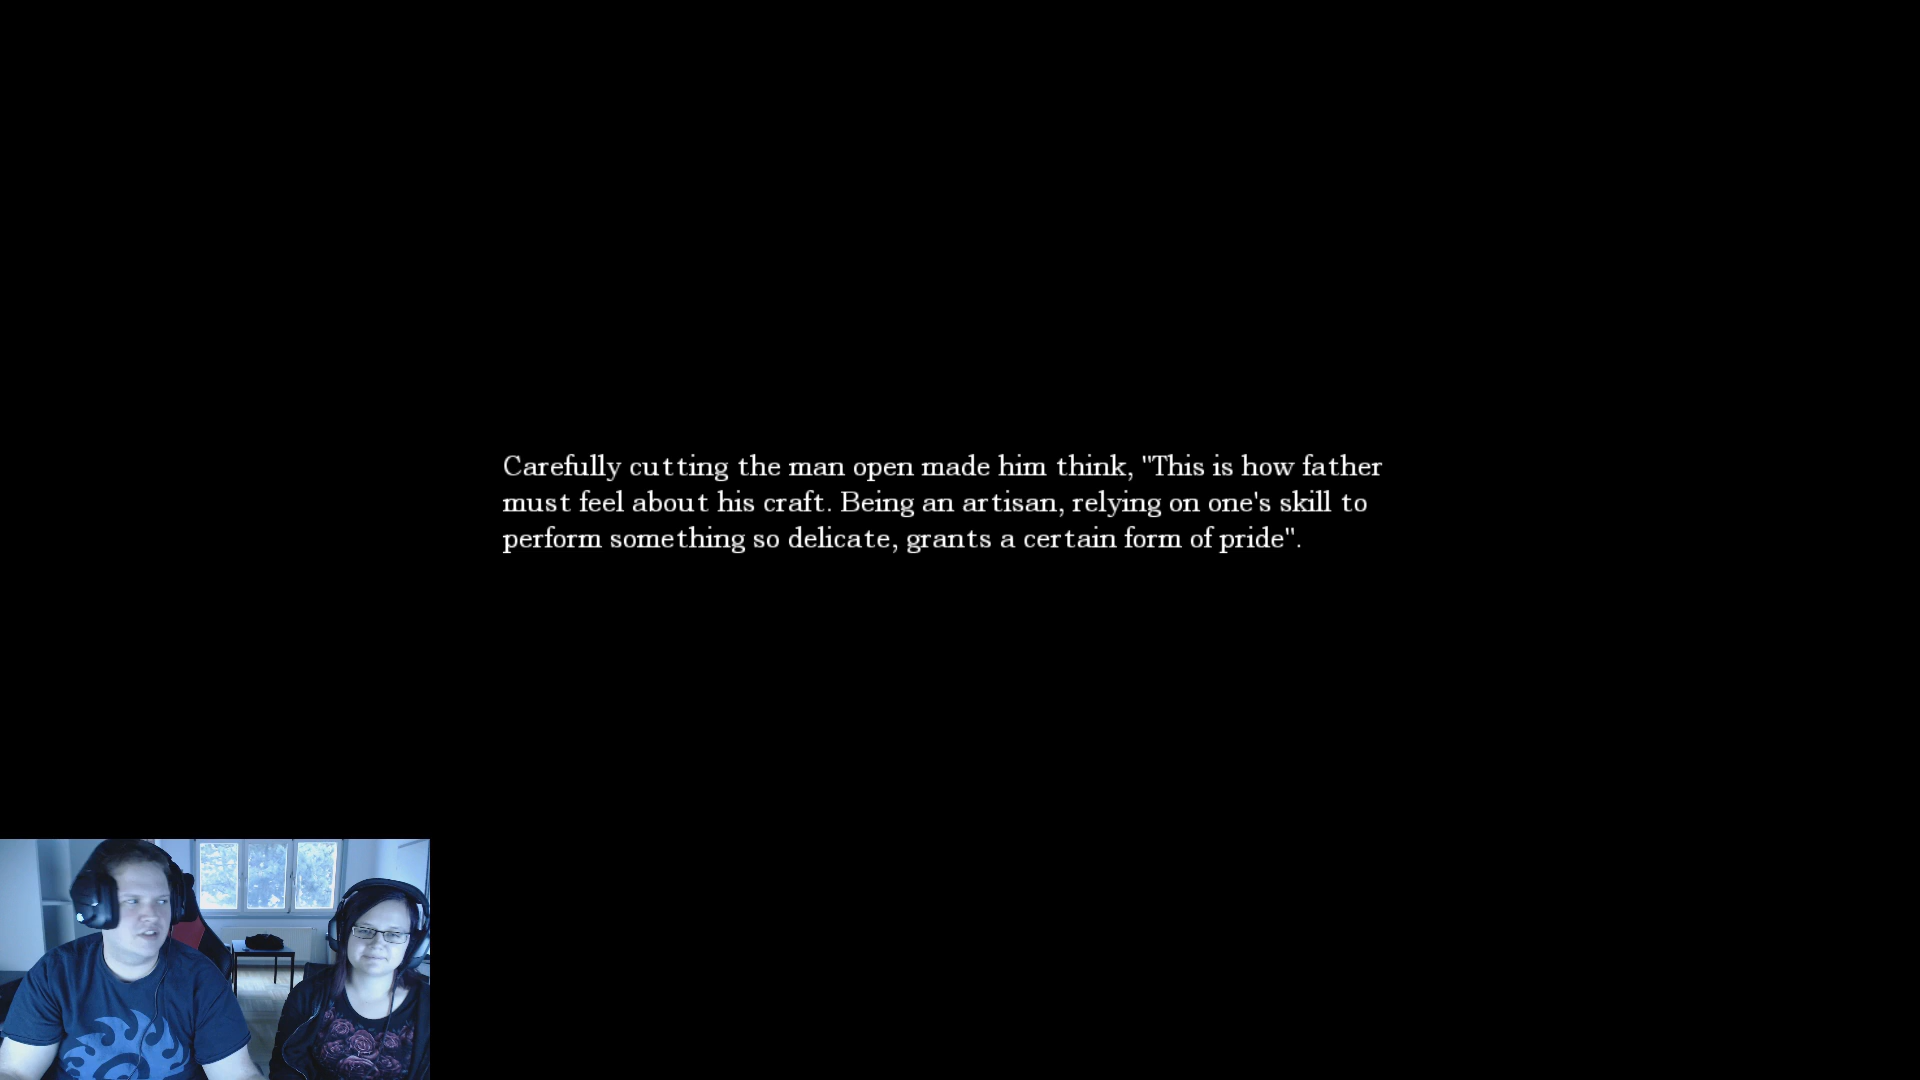 Carefully cutting the man open made him think, "This is how father
must feel about his craft. Being an artisan, relying on one's skill to
perform something so delicate, grants a certain form of pride".